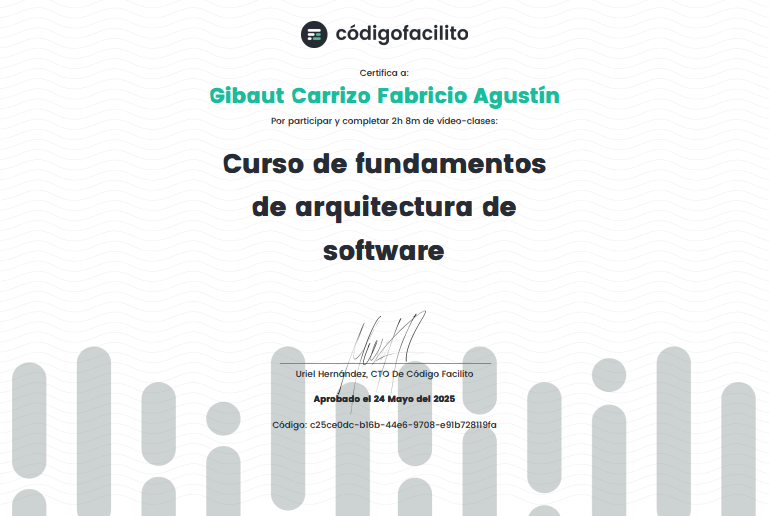 códigofacilito
Certifica a:
Gibaut Carrizo Fabricio Agustín
Por participar y completar 2h 8m de vídeo-clases:
Curso de fundamentos
de arquitectura de
software
Uriel Hernández, CTO De Código Facilito
Aprobado el 24 Mayo del 2025
Código: c25ce0dc-b16b-44e6-9708-e91b728119fa